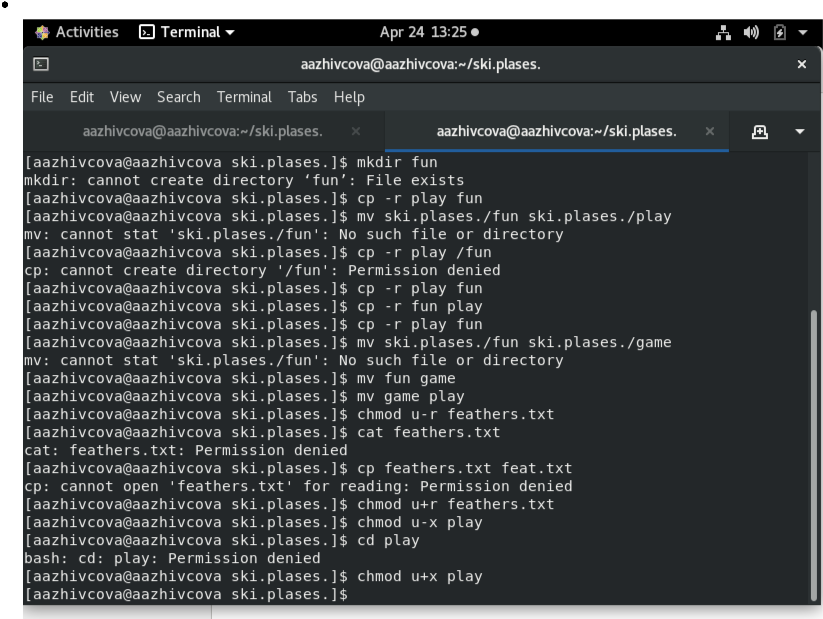 Activities Terminal Apr 24 13:25
aazhivcova@aazhivcova:~/ski.plases.
File Edit View Search Terminal Tabs Help
aazhivcova@aazhivcova:~/ski.plases. aazhivcova@aazhivcova:~/ski.plases.
[aazhivcova@aazhivcova ski.plases.]$ mkdir fun
mkdir: cannot create directory ‘fun’: File exists
[aazhivcova@aazhivcova ski.plases.]$ cp -r play fun
[aazhivcova@aazhivcova ski.plases.]$ mv ski.plases./fun ski.plases./play
mv: cannot stat 'ski.plases./fun': No such file or directory
[aazhivcova@aazhivcova ski.plases.]$ cp -r play /fun
cp: cannot create directory '/fun': Permission denied
[aazhivcova@aazhivcova ski.plases.]$ cp -r play fun
[aazhivcova@aazhivcova ski.plases.]$ cp -r fun play
[aazhivcova@aazhivcova ski.plases.]$ cp -r play fun
[aazhivcova@aazhivcova ski.plases.]$ mv ski.plases./fun ski.plases./game
mv: cannot stat 'ski.plases./fun': No such file or directory
[aazhivcova@aazhivcova ski.plases.]$ mv fun game
[aazhivcova@aazhivcova ski.plases.]$ mv game play
[aazhivcova@aazhivcova ski.plases.]$ chmod u-r feathers.txt
[aazhivcova@aazhivcova ski.plases.]$ cat feathers.txt
cat: feathers.txt: Permission denied
[aazhivcova@aazhivcova ski.plases.]$ cp feathers.txt feat.txt
cp: cannot open 'feathers.txt' for reading: Permission denied
[aazhivcova@aazhivcova ski.plases.]$ chmod u+r feathers.txt
[aazhivcova@aazhivcova ski.plases.]$ chmod u-x play
[aazhivcova@aazhivcova ski.plases.]$ cd play
bash: cd: play: Permission denied
[aazhivcova@aazhivcova ski.plases.]$ chmod u+x play
[aazhivcova@aazhivcova ski.plases.]$